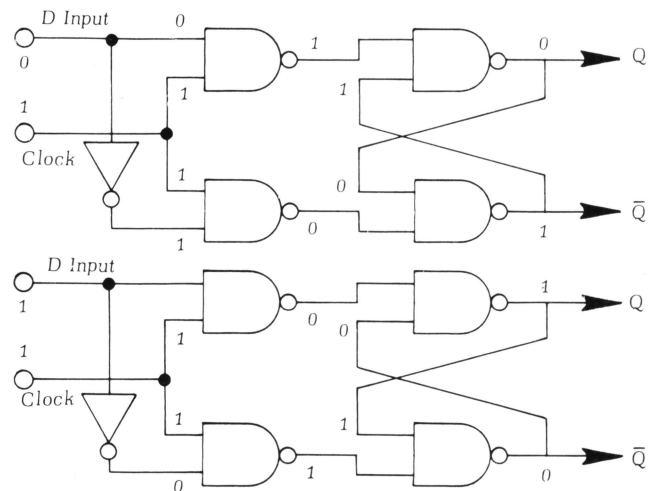 D Input 0
0 1 0 Q
1 1
1
Clock 1 0
0 1 Q̅
1
D Input
1 0 1 Q
1 1 0
Clock 1 1
0 1 0 Q̅